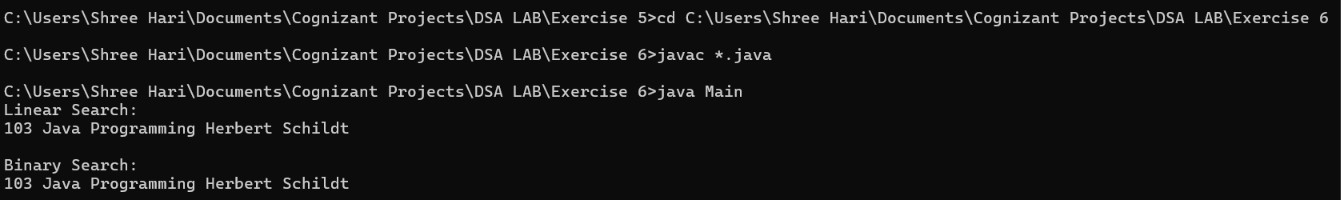 C:\Users\Shree Hari\Documents\Cognizant Projects\DSA LAB\Exercise 5>cd C:\Users\Shree Hari\Documents\Cognizant Projects\DSA LAB\Exercise 6
C:\Users\Shree Hari\Documents\Cognizant Projects\DSA LAB\Exercise 6>javac *.java
C:\Users\Shree Hari\Documents\Cognizant Projects\DSA LAB\Exercise 6>java Main
Linear Search:
103 Java Programming Herbert Schildt
Binary Search:
103 Java Programming Herbert Schildt